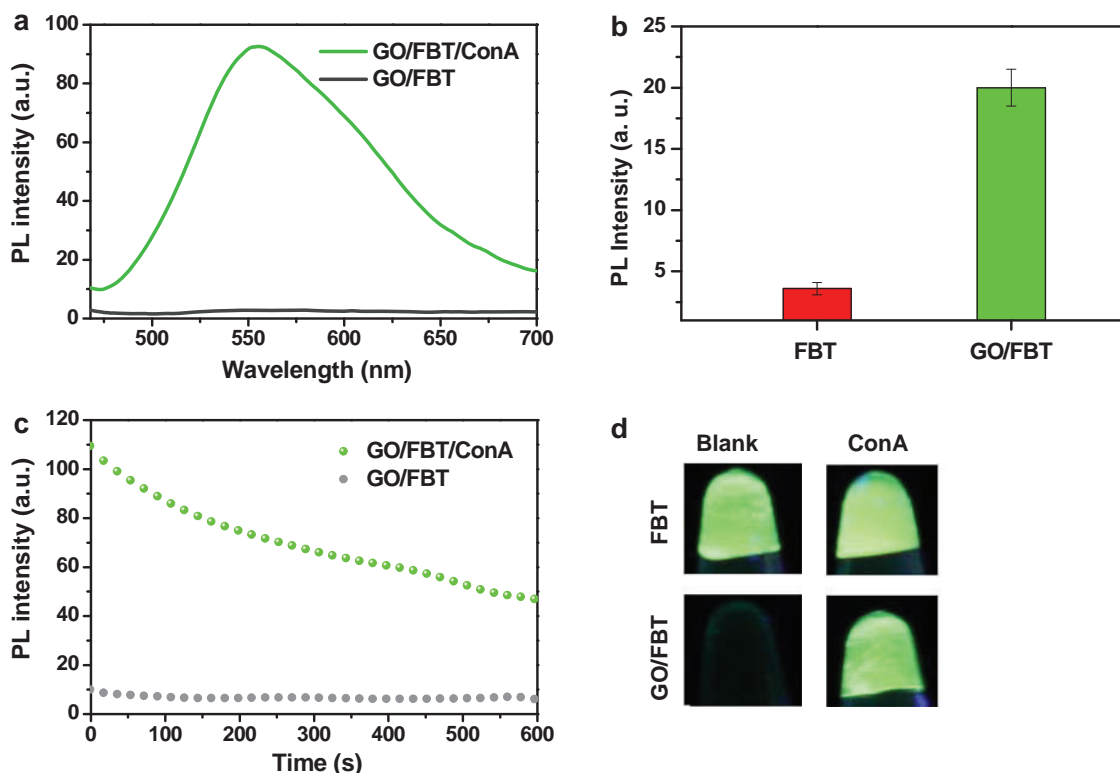 a
PL intensity (a.u.)
100
80
60
40
20
0
GO/FBT/ConA
GO/FBT
500
550
600
650
700
Wavelength (nm)
b
PL Intensity (a. u.)
25
20
15
10
5
FBT
GO/FBT
c
PL intensity (a.u.)
120
110
100
80
60
40
20
10
0
GO/FBT/ConA
GO/FBT
0
100
200
300
400
500
600
Time (s)
d
Blank
ConA
FBT
GO/FBT